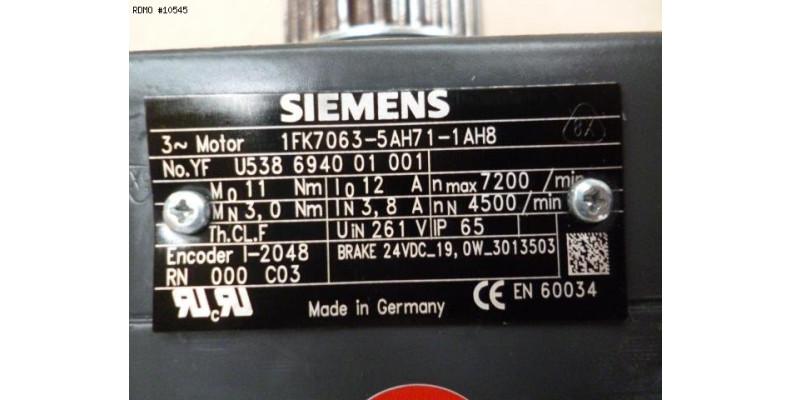 RDMO #10545
SIEMENS
3~ Motor 1FK7063-5AH71-1AH8
No.YF U538 6940 01 001
M0 11 Nm I0 12 A nmax 7200 /min
MN 3,0 Nm IN 3,8 A nN 4500 /min
Th.CL.F UIN 261 V IP 65
Encoder I-2048 BRAKE 24VDC_19,0W_3013503
RN 000 C03
Made in Germany CE EN 60034